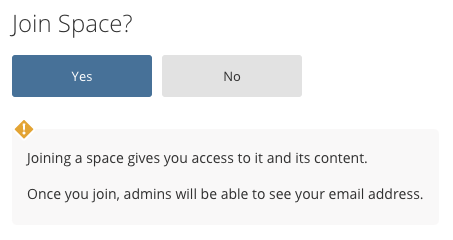 Join Space?
Yes
No
Joining a space gives you access to it and its content.
Once you join, admins will be able to see your email address.